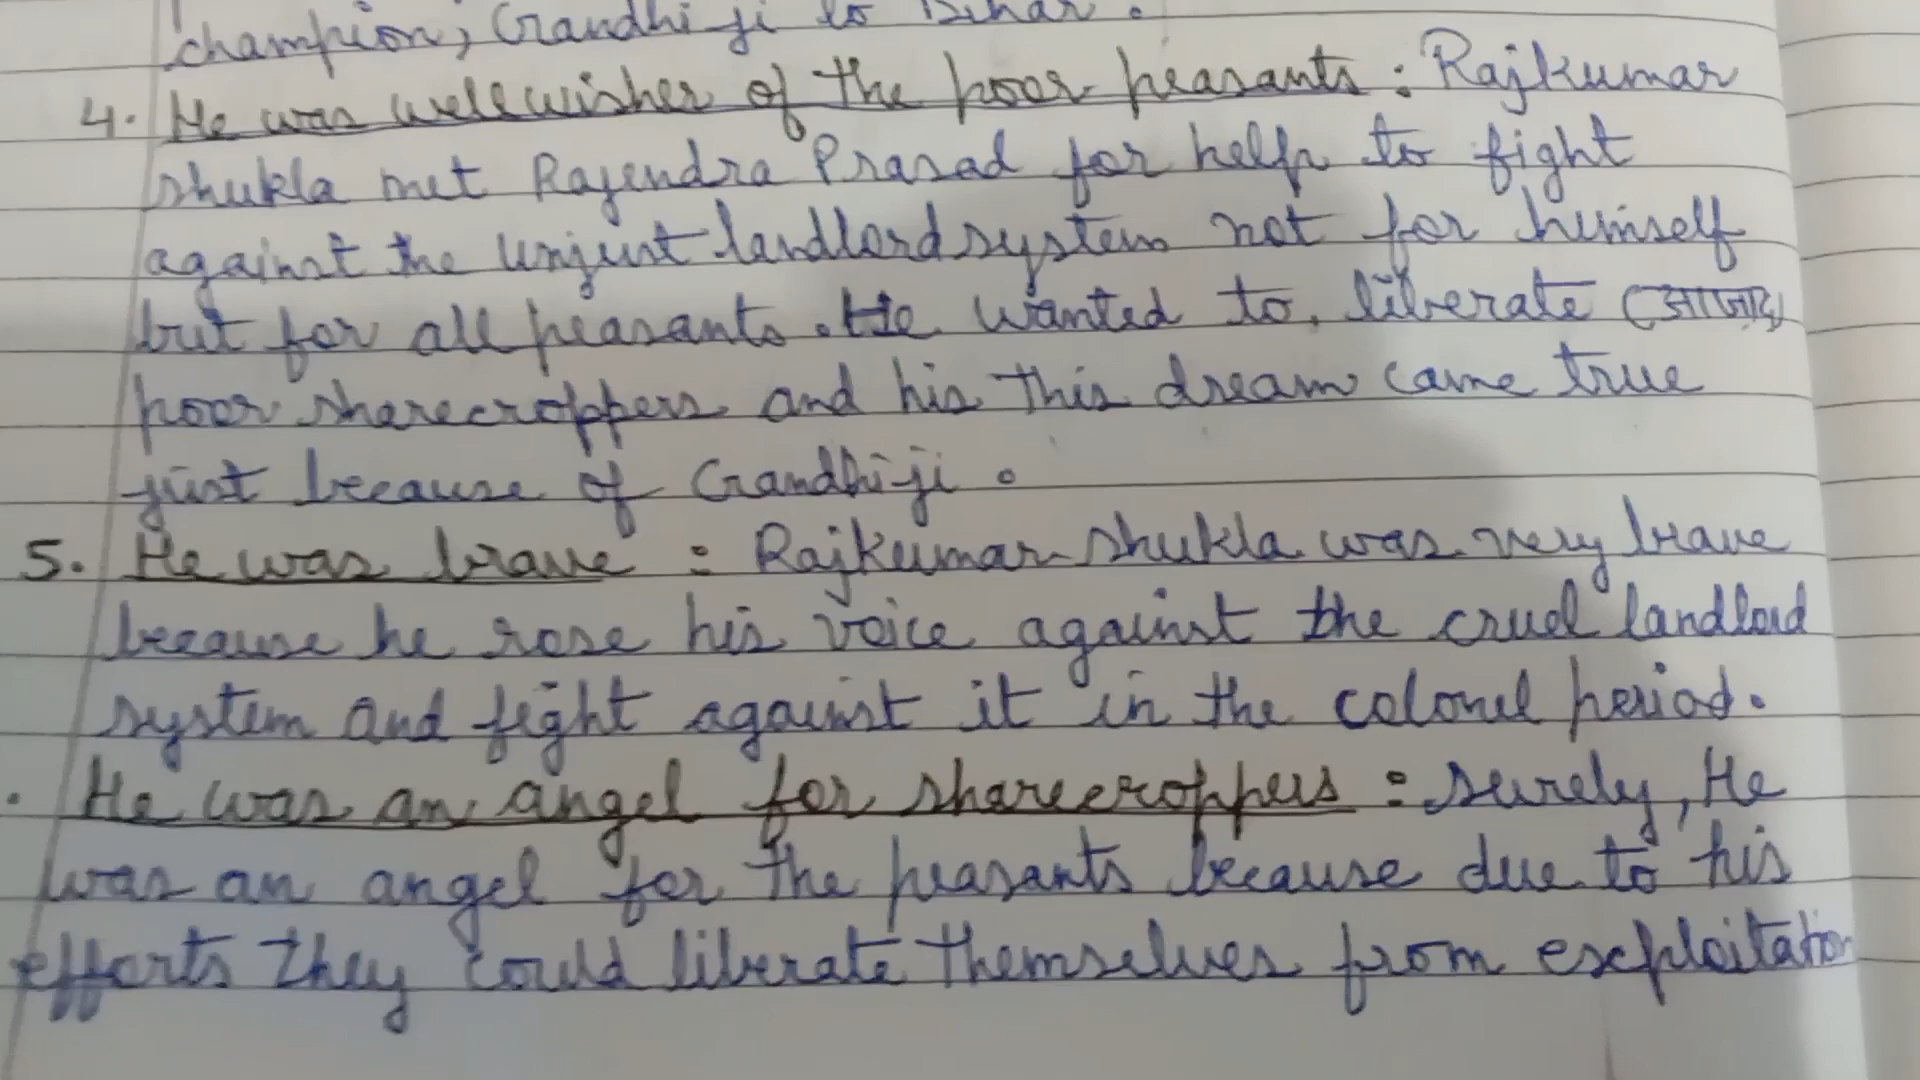 champion, Gandhi ji to Bihar.
4. He was wellwisher of the poor peasants : Rajkumar
shukla met Rajendra Prasad for help to fight
against the unjust landlord system not for himself
but for all peasants. He wanted to, liberate (आजाद)
poor sharecroppers and his this dream came true
just because of Gandhiji.
5. He was brave : Rajkumar shukla was very brave
because he rose his voice against the cruel landlord
system and fight against it in the colonel period.
. He was an angel for sharecroppers : surely, He
was an angel for the peasants because due to his
efforts they could liberate themselves from exploitation